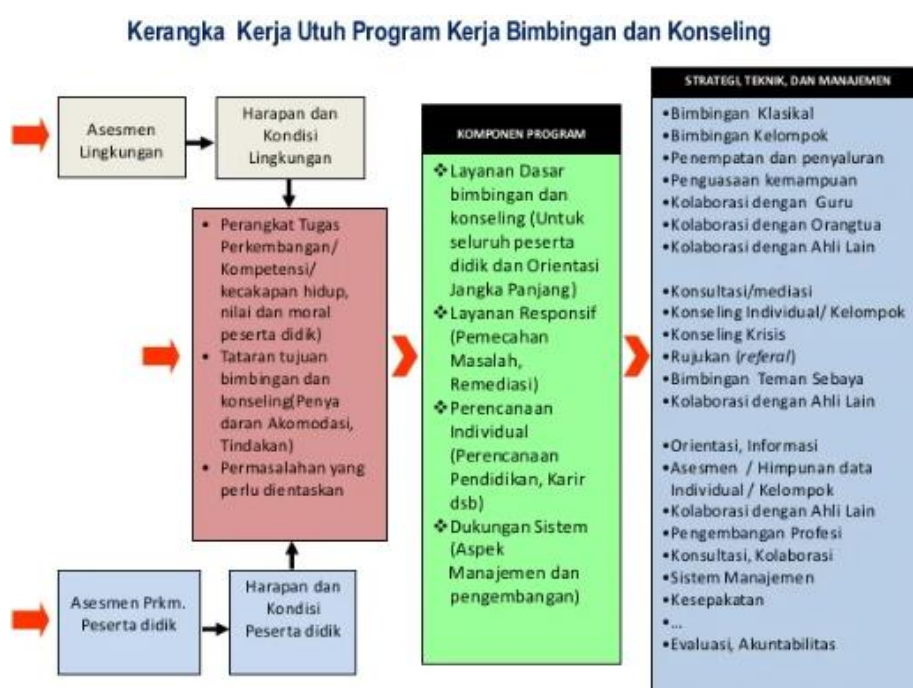 Kerangka Kerja Utuh Program Kerja Bimbingan dan Konseling
Asesmen
Lingkungan
Harapan dan
Kondisi
Lingkungan
• Perangkat Tugas
Perkembangan/
Kompetensi/
kecakapan hidup,
nilai dan moral
peserta didik)
• Tataran tujuan
bimbingan dan
konseling(Penya
daran Akomodasi,
Tindakan)
• Permasalahan yang
perlu dientaskan
Asesmen Prkm.
Peserta didik
Harapan dan
Kondisi
Peserta didik
KOMPONEN PROGRAM
❖Layanan Dasar
bimbingan dan
konseling (Untuk
seluruh peserta
didik dan Orientasi
Jangka Panjang)
❖Layanan Responsif
(Pemecahan
Masalah,
Remediasi)
❖Perencanaan
Individual
(Perencanaan
Pendidikan, Karir
dsb)
❖Dukungan Sistem
(Aspek
Manajemen dan
pengembangan)
STRATEGI, TEKNIK, DAN MANAJEMEN
•Bimbingan Klasikal
•Bimbingan Kelompok
•Penempatan dan penyaluran
•Penguasaan kemampuan
•Kolaborasi dengan Guru
•Kolaborasi dengan Orangtua
•Kolaborasi dengan Ahli Lain
•Konsultasi/mediasi
•Konseling Individual/ Kelompok
•Konseling Krisis
•Rujukan (referal)
•Bimbingan Teman Sebaya
•Kolaborasi dengan Ahli Lain
•Orientasi, Informasi
•Asesmen / Himpunan data
Individual / Kelompok
•Kolaborasi dengan Ahli Lain
•Pengembangan Profesi
•Konsultasi, Kolaborasi
•Sistem Manajemen
•Kesepakatan
•...
•Evaluasi, Akuntabilitas